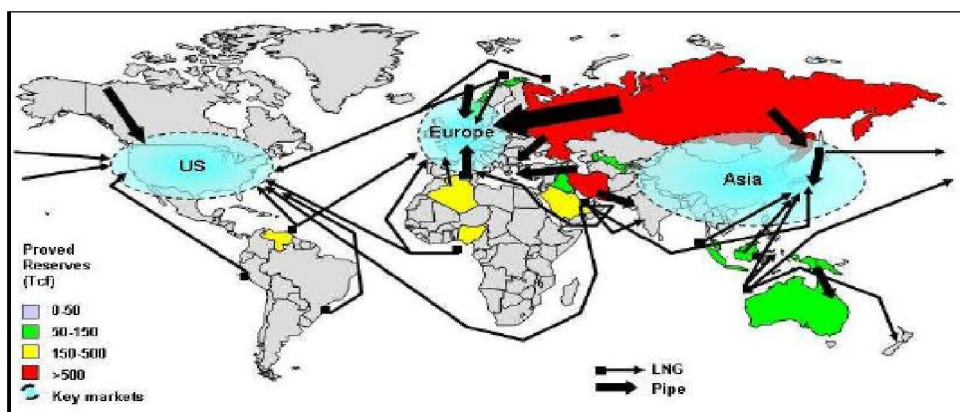 Europe
US
Asia
Proved
Reserves
(Tcf)
0-50
50-150
150-500
>500
Key markets
LNG
Pipe